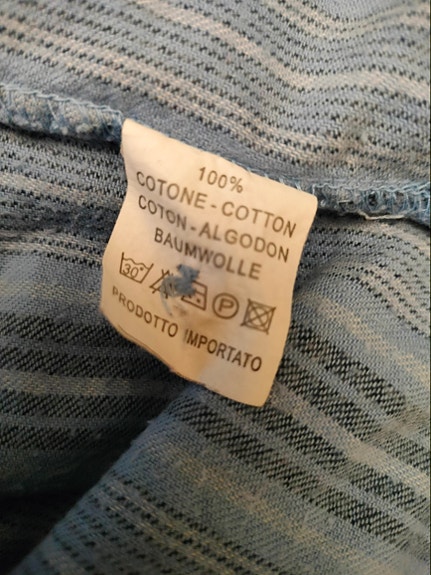 100%
COTONE - COTTON
COTON - ALGODON
BAUMWOLLE
30° P
PRODOTTO IMPORTATO